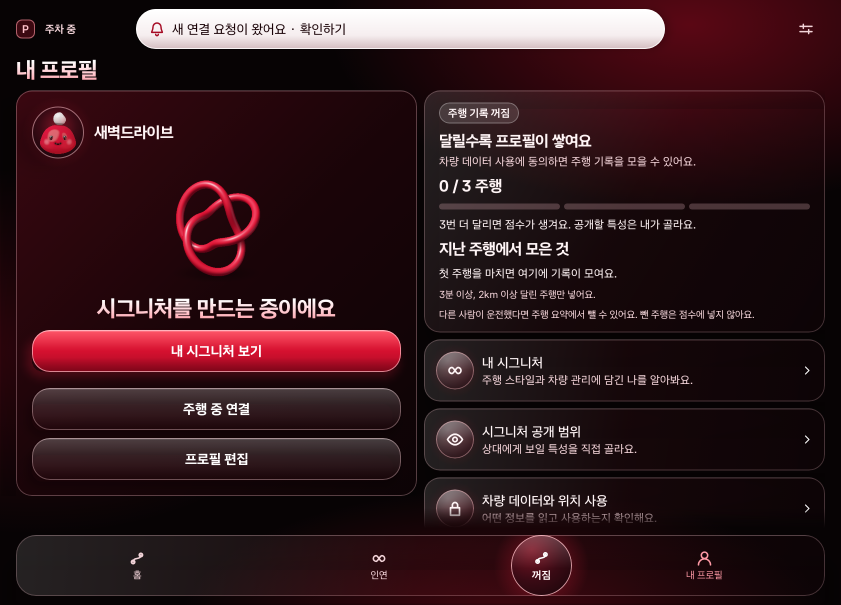 P 주차 중
새 연결 요청이 왔어요 · 확인하기
내 프로필
새벽드라이브
시그니처를 만드는 중이에요
내 시그니처 보기
주행 중 연결
프로필 편집
주행 기록 꺼짐
달릴수록 프로필이 쌓여요
차량 데이터 사용에 동의하면 주행 기록을 모을 수 있어요.
0 / 3 주행
3번 더 달리면 점수가 생겨요. 공개할 특성은 내가 골라요.
지난 주행에서 모은 것
첫 주행을 마치면 여기에 기록이 모여요.
3분 이상, 2km 이상 달린 주행만 넣어요.
다른 사람이 운전했다면 주행 요약에서 뺄 수 있어요. 뺀 주행은 점수에 넣지 않아요.
내 시그니처
주행 스타일과 차량 관리에 담긴 나를 알아봐요.
시그니처 공개 범위
상대에게 보일 특성을 직접 골라요.
차량 데이터와 위치 사용
어떤 정보를 읽고 사용하는지 확인해요.
홈
인연
꺼짐
내 프로필